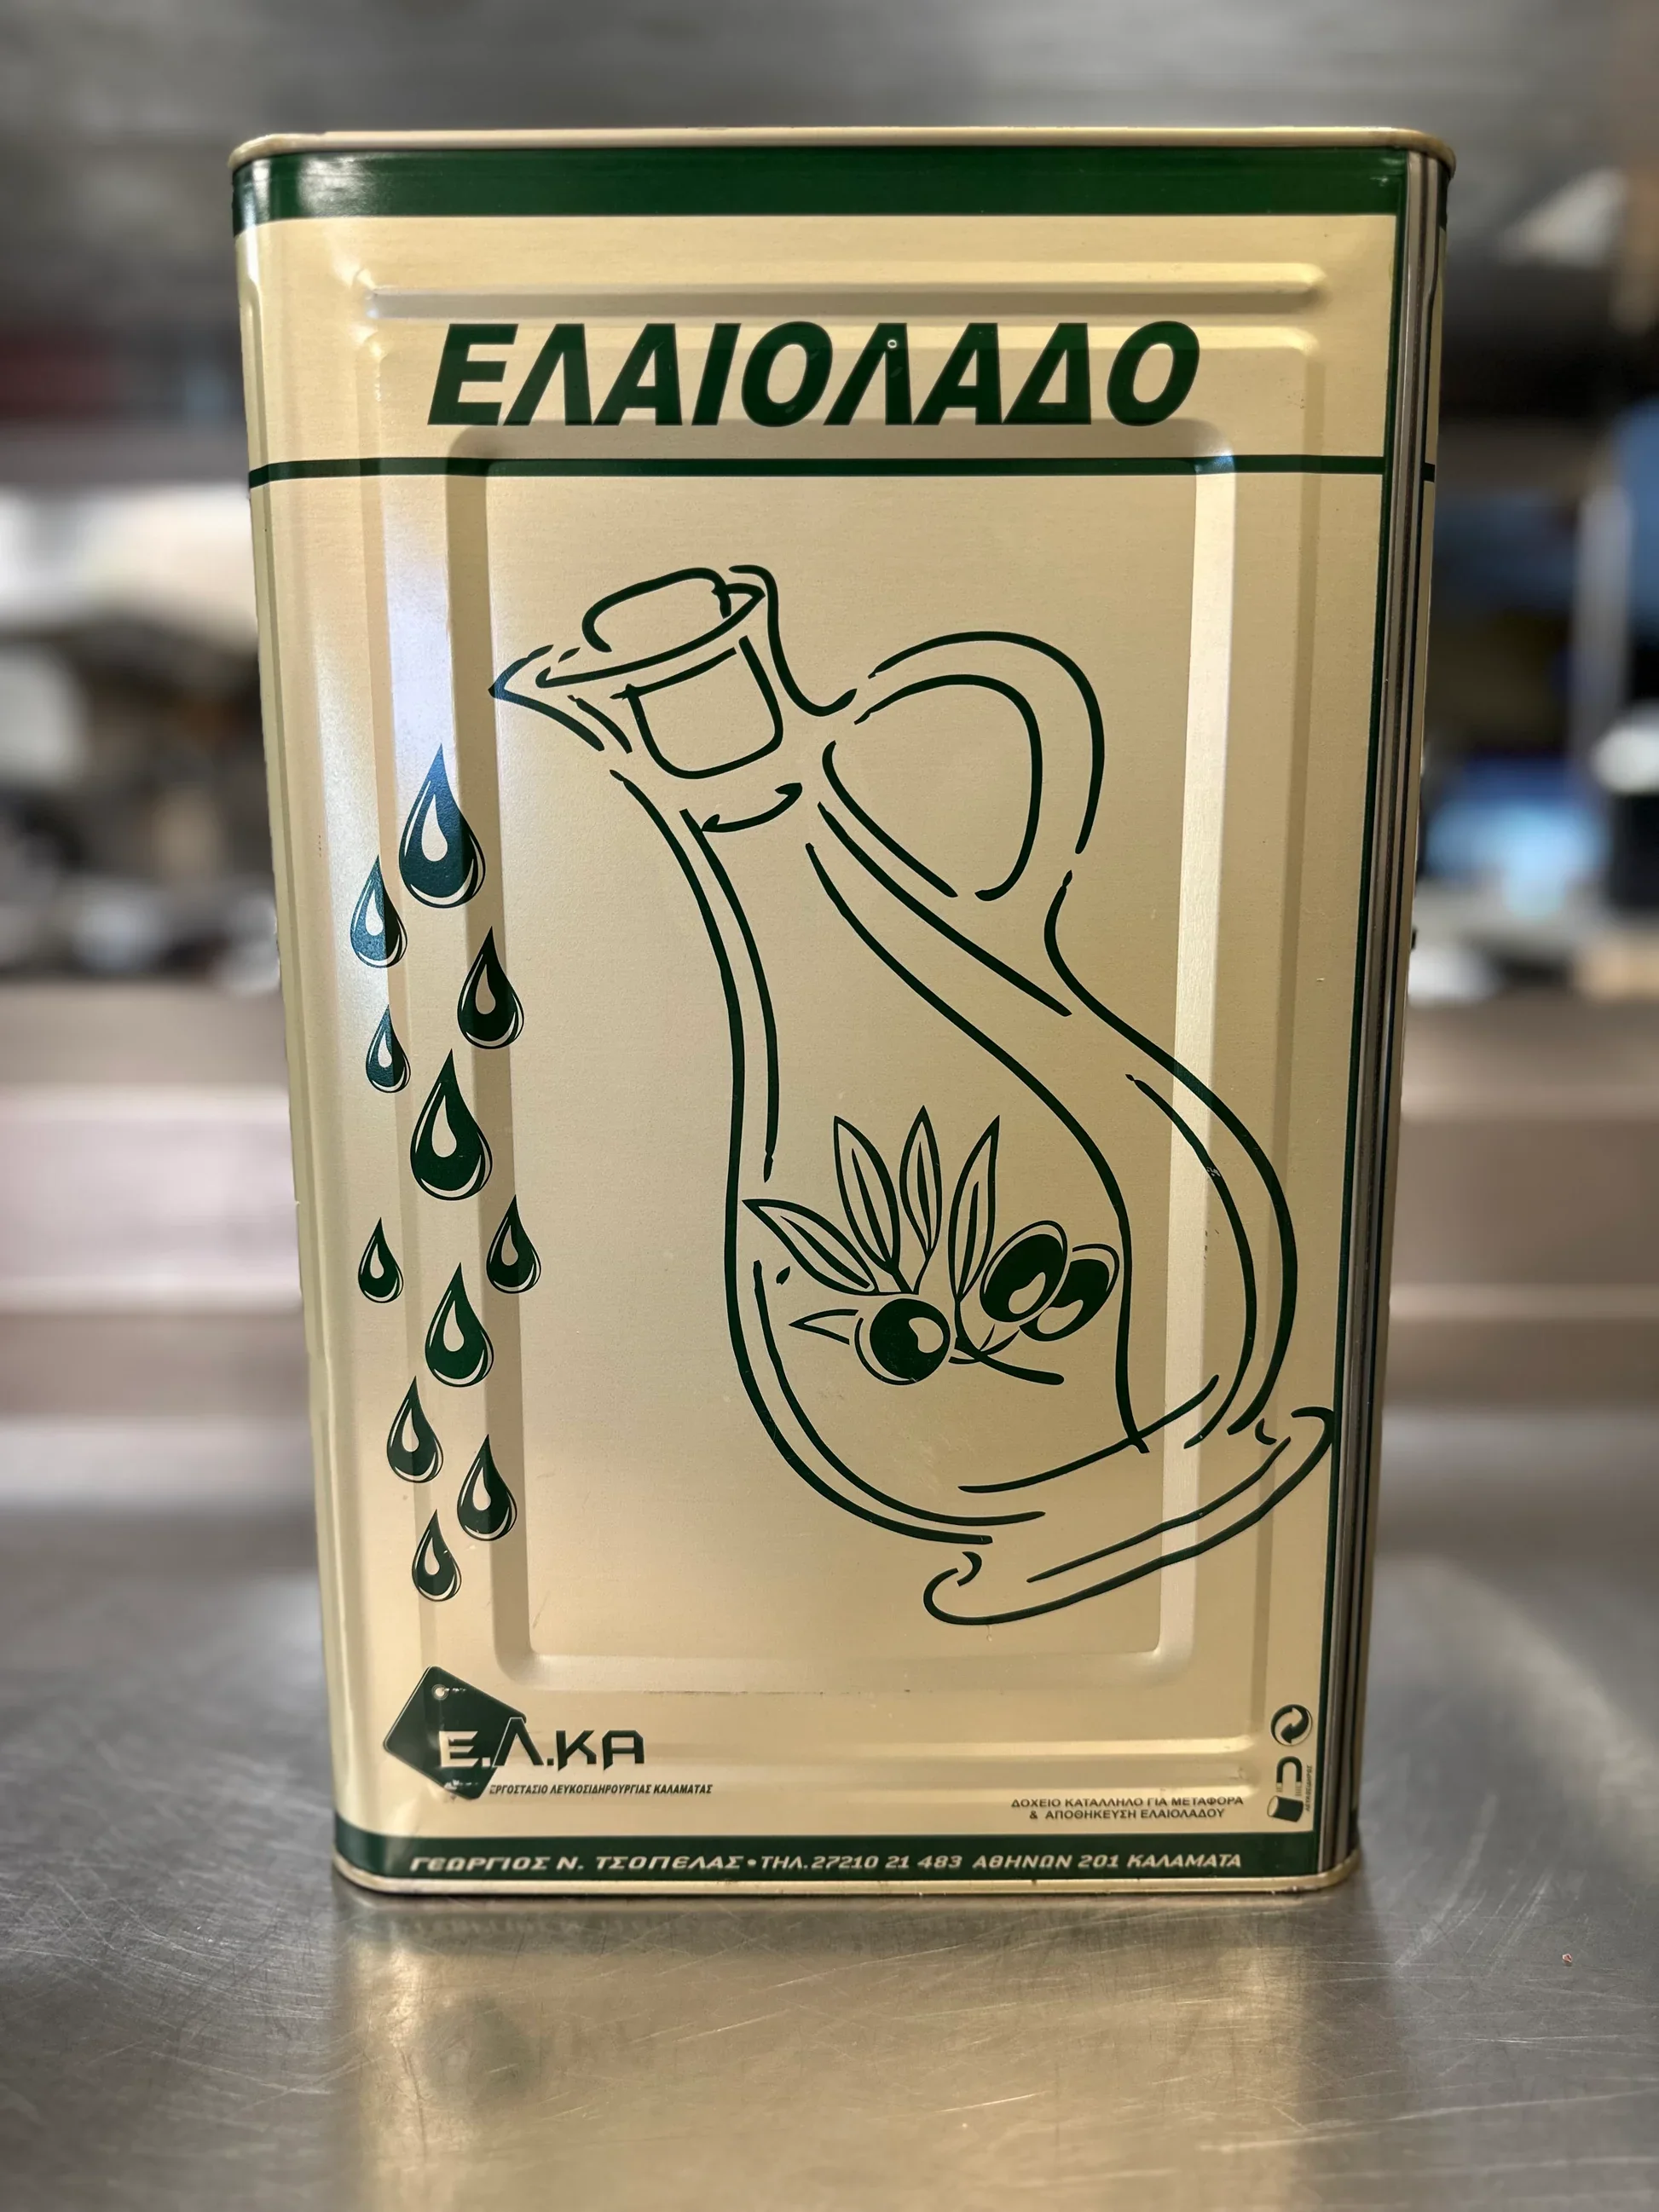 ΕΛΑΙΟΛΑΔΟ
Ε.Λ.ΚΑ
ΕΡΓΟΣΤΑΣΙΟ ΛΕΥΚΟΣΙΔΗΡΟΥΡΓΙΑΣ ΚΑΛΑΜΑΤΑΣ
ΔΟΧΕΙΟ ΚΑΤΑΛΛΗΛΟ ΓΙΑ ΜΕΤΑΦΟΡΑ
& ΑΠΟΘΗΚΕΥΣΗ ΕΛΑΙΟΛΑΔΟΥ
ΓΕΩΡΓΙΟΣ Ν. ΤΣΟΠΕΛΑΣ • ΤΗΛ. 27210 21 483 ΑΘΗΝΩΝ 201 ΚΑΛΑΜΑΤΑ